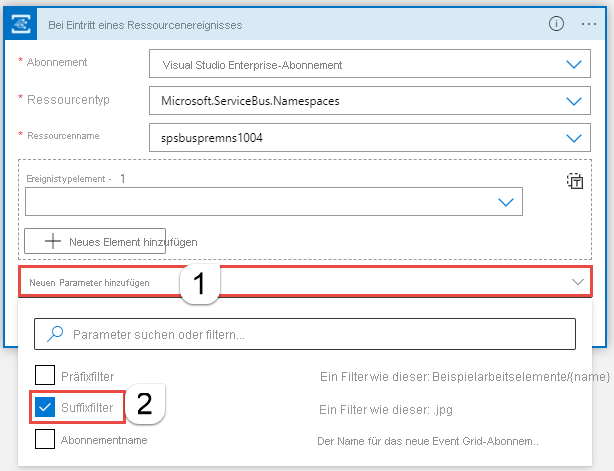 Bei Eintritt eines Ressourcenereignisses
* Abonnement Visual Studio Enterprise-Abonnement
* Ressourcentyp Microsoft.ServiceBus.Namespaces
* Ressourcenname spsbuspremns1004
Ereignistypelement - 1
Neues Element hinzufügen
Neuen Parameter hinzufügen 1
Parameter suchen oder filtern...
Präfixfilter Ein Filter wie dieser: Beispielarbeitselemente/{name}
Suffixfilter 2 Ein Filter wie dieser: .jpg
Abonnementname Der Name für das neue Event Grid-Abonnem..